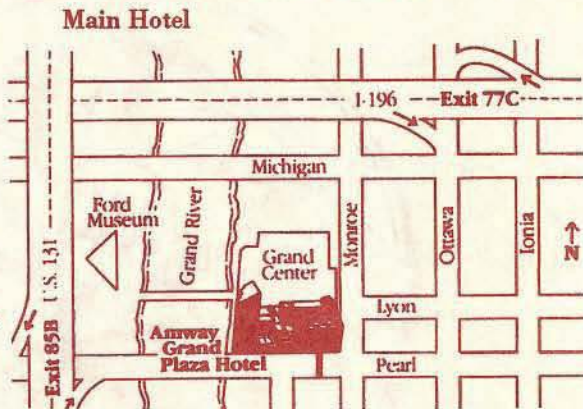 Main Hotel
I-196
Exit 77C
Michigan
Ford
Museum
Grand River
Grand
Center
Monroe
Ottawa
Ionia
N
U.S. 131
Exit 85B
Lyon
Amway
Grand
Plaza Hotel
Pearl